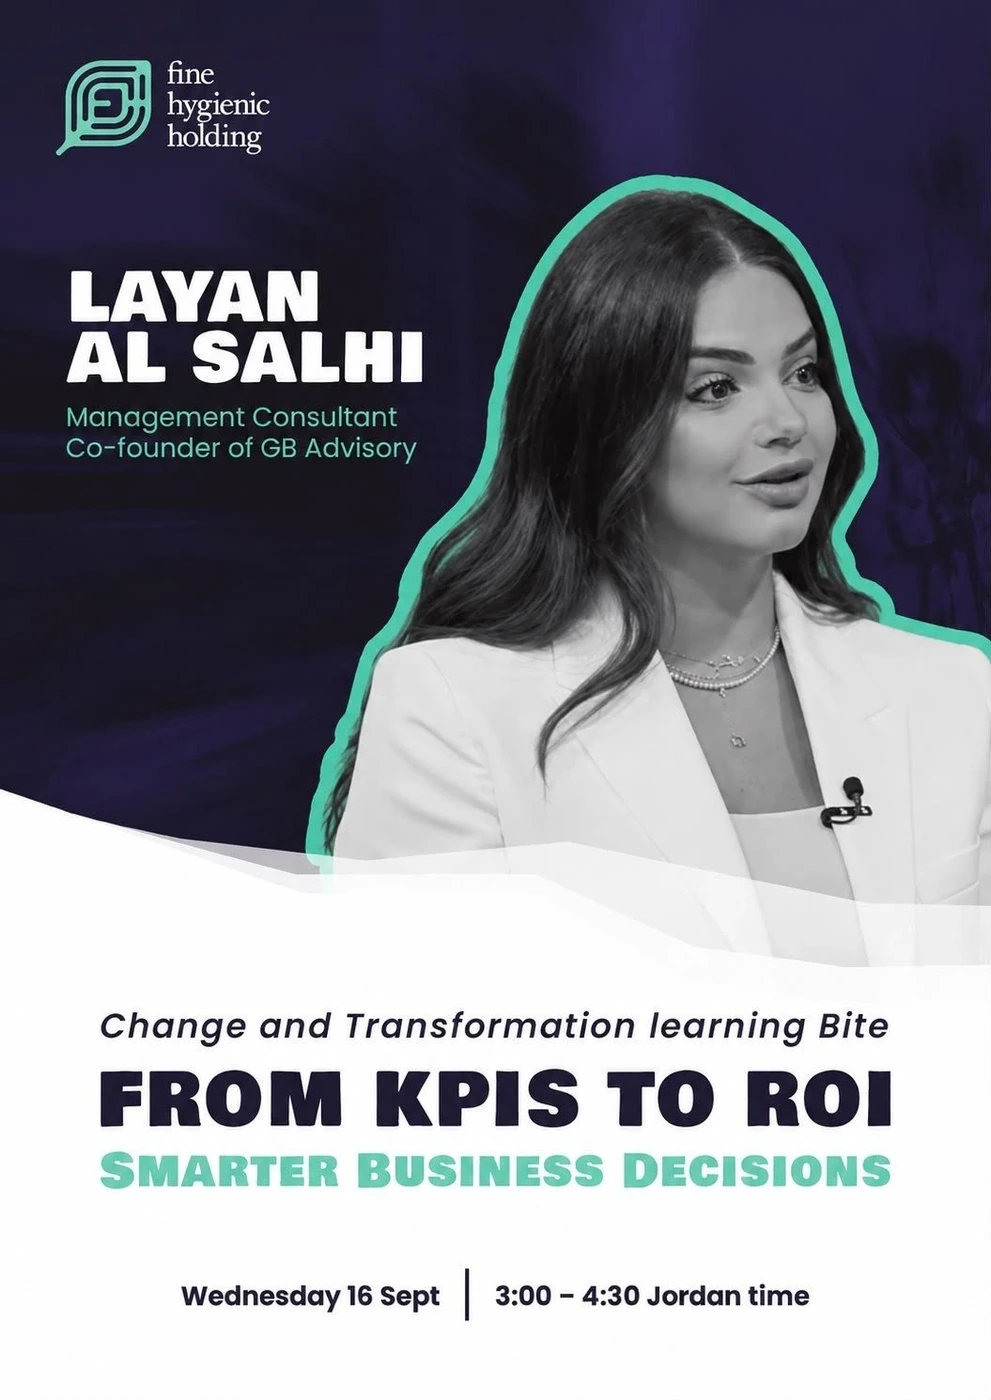 fine
hygienic
holding
LAYAN
AL SALHI
Management Consultant
Co-founder of GB Advisory
Change and Transformation learning Bite
FROM KPIS TO ROI
SMARTER BUSINESS DECISIONS
Wednesday 16 Sept | 3:00 – 4:30 Jordan time